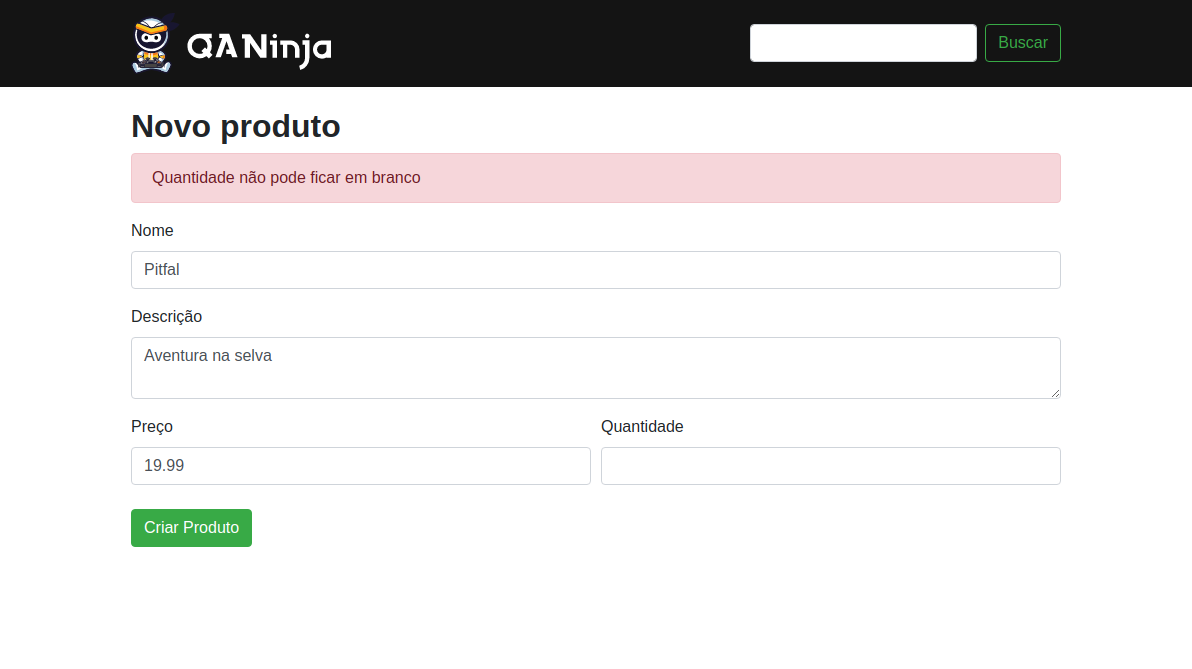 QANinja
Buscar
Novo produto
Quantidade não pode ficar em branco
Nome
Pitfal
Descrição
Aventura na selva
Preço
Quantidade
19.99
Criar Produto